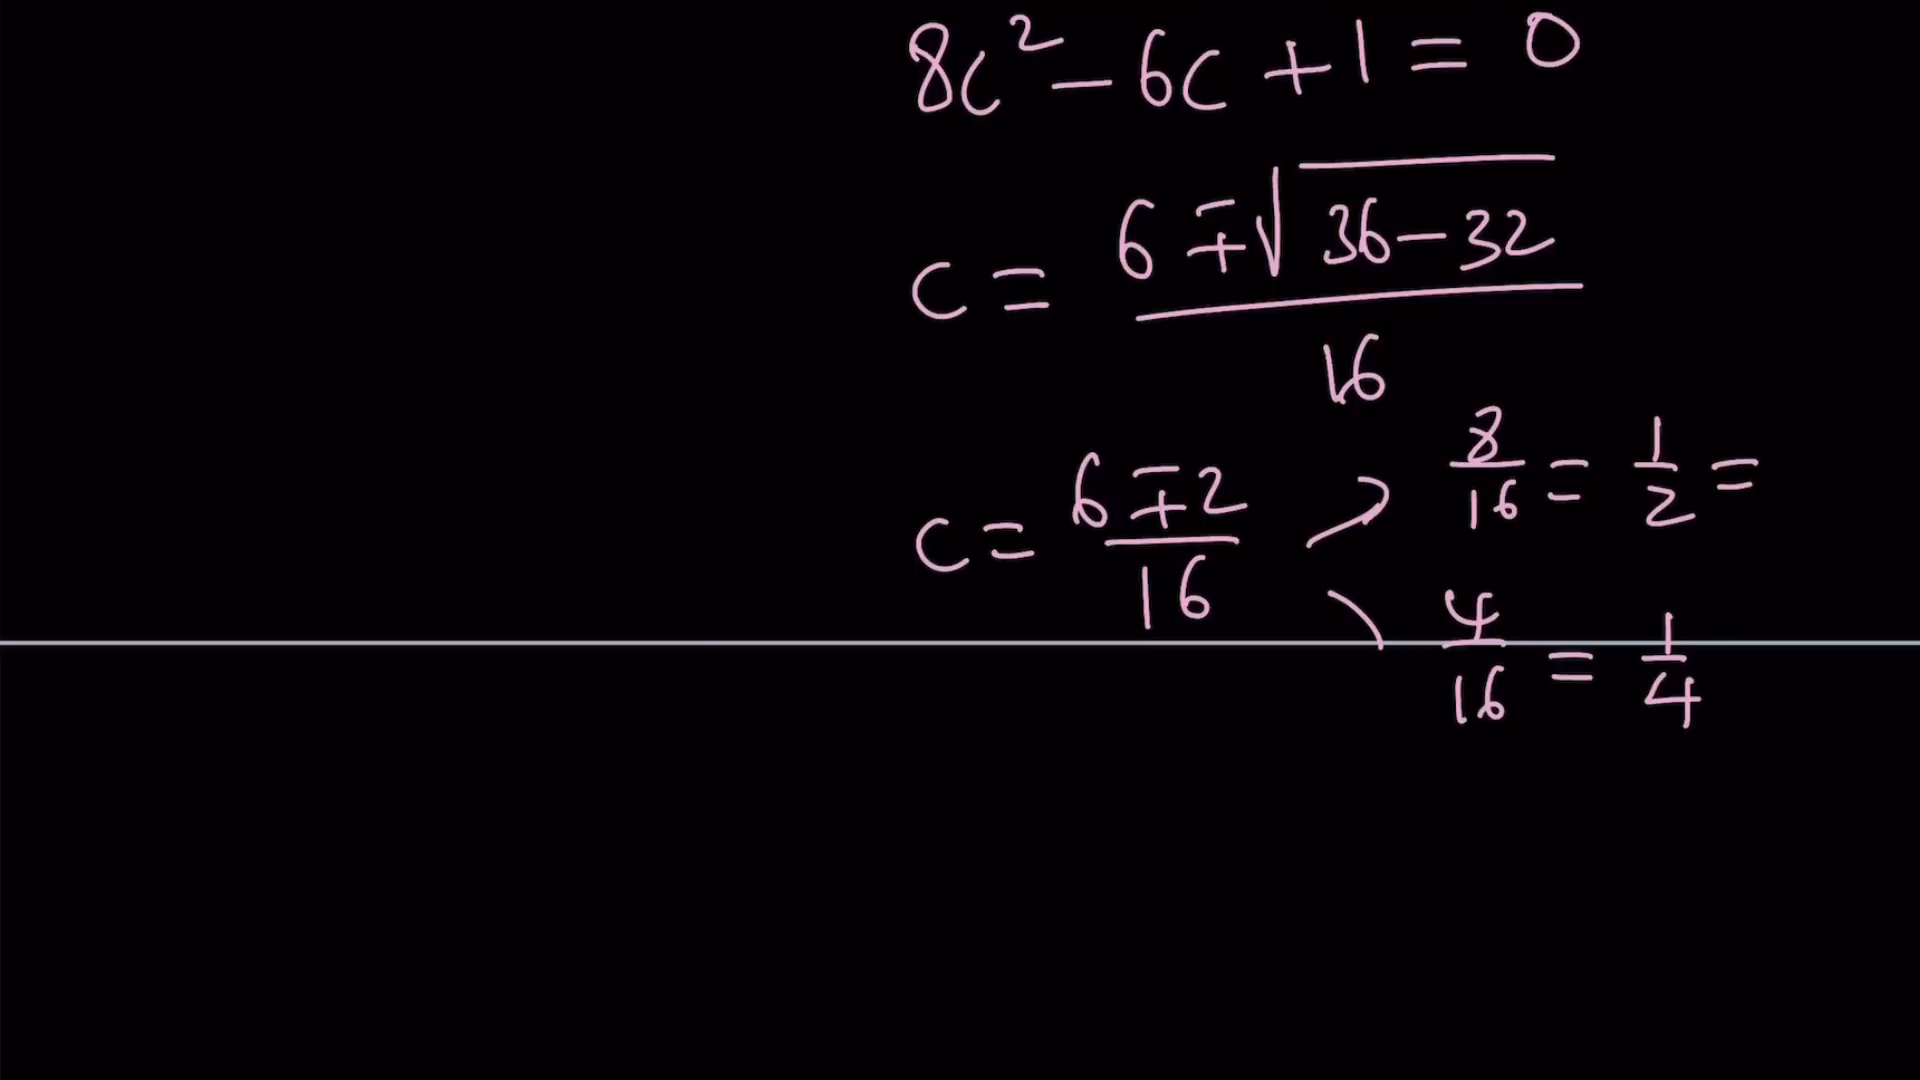 8c² - 6c + 1 = 0
c = (6 ∓ √(36 - 32)) / 16
c = (6 ∓ 2) / 16
8/16 = 1/2 =
4/16 = 1/4